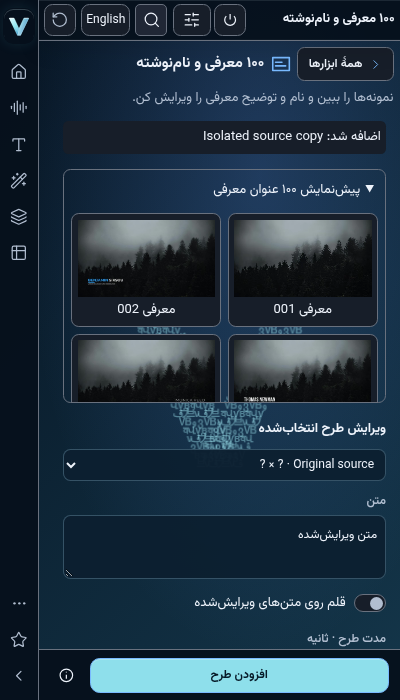 ۱۰۰ معرفی و نام‌نوشته
English
همهٔ ابزارها
۱۰۰ معرفی و نام‌نوشته
نمونه‌ها را ببین و نام و توضیح معرفی را ویرایش کن.
اضافه شد: Isolated source copy
پیش‌نمایش ۱۰۰ عنوان معرفی
معرفی 001
معرفی 002
THOMAS NEWMAN
ویرایش طرح انتخاب‌شده
? × ? · Original source
متن
متن ویرایش‌شده
قلم روی متن‌های ویرایش‌شده
مدت طرح · ثانیه
افزودن طرح